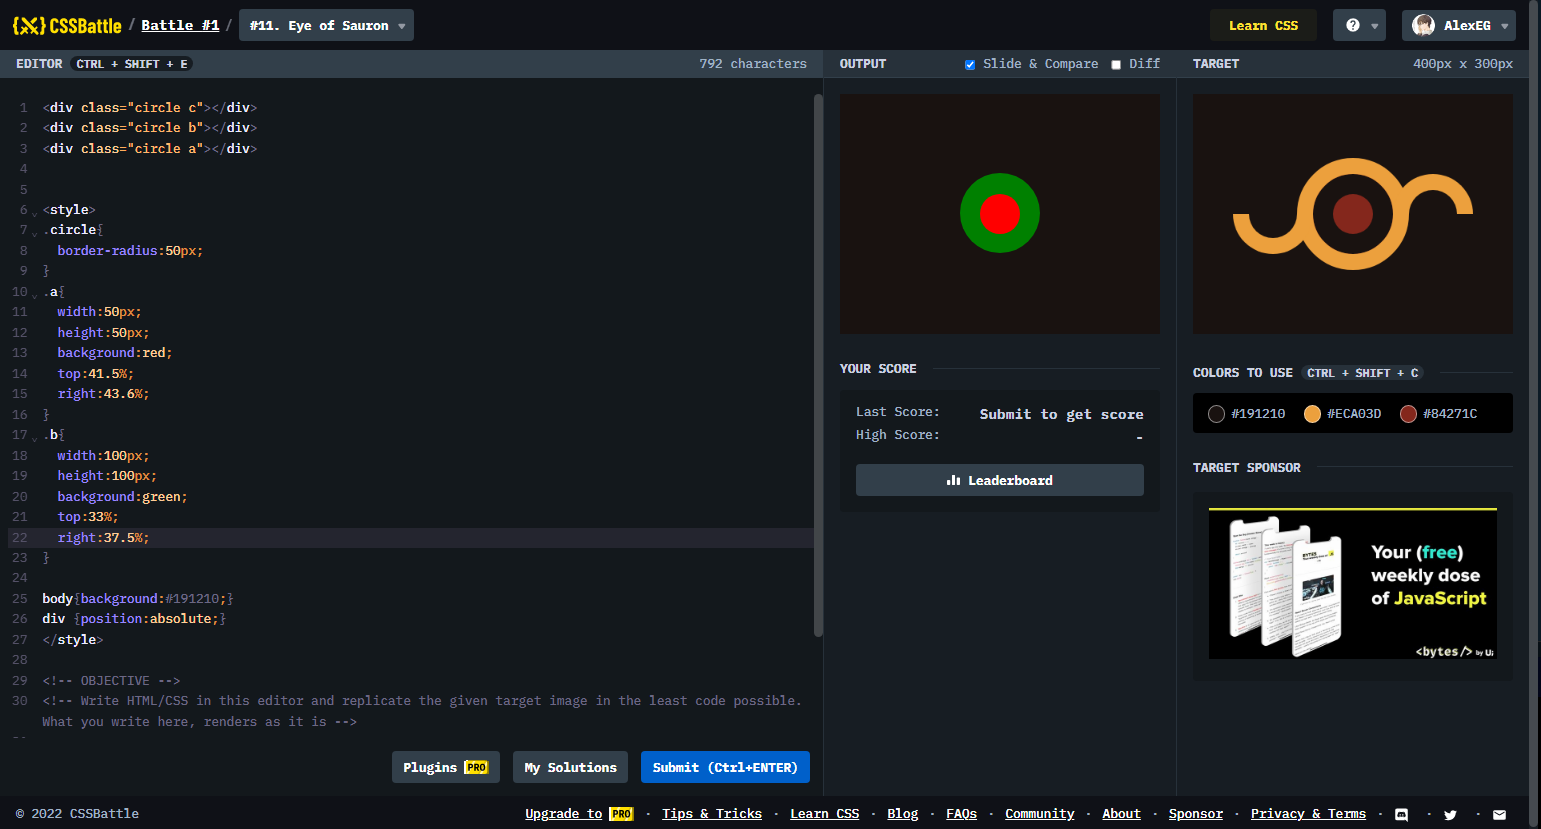 {X} CSSBattle / Battle #1 / #11. Eye of Sauron
Learn CSS
?
AlexEG
EDITOR CTRL + SHIFT + E
792 characters
OUTPUT
Slide & Compare
Diff
TARGET
400px x 300px
1 <div class="circle c"></div>
2 <div class="circle b"></div>
3 <div class="circle a"></div>
4
5
6 <style>
7 .circle{
8 border-radius:50px;
9 }
10 .a{
11 width:50px;
12 height:50px;
13 background:red;
14 top:41.5%;
15 right:43.6%;
16 }
17 .b{
18 width:100px;
19 height:100px;
20 background:green;
21 top:33%;
22 right:37.5%;
23 }
24
25 body{background:#191210;}
26 div {position:absolute;}
27 </style>
28
29 <!-- OBJECTIVE -->
30 <!-- Write HTML/CSS in this editor and replicate the given target image in the least code possible.
What you write here, renders as it is -->
Plugins PRO
My Solutions
Submit (Ctrl+ENTER)
YOUR SCORE
Last Score: Submit to get score
High Score: -
Leaderboard
COLORS TO USE CTRL + SHIFT + C
#191210 #ECA03D #84271C
TARGET SPONSOR
BYTES
Your (free)
weekly dose
of JavaScript
<bytes/> by Ui
© 2022 CSSBattle
Upgrade to PRO · Tips & Tricks · Learn CSS · Blog · FAQs · Community · About · Sponsor · Privacy & Terms · · ·